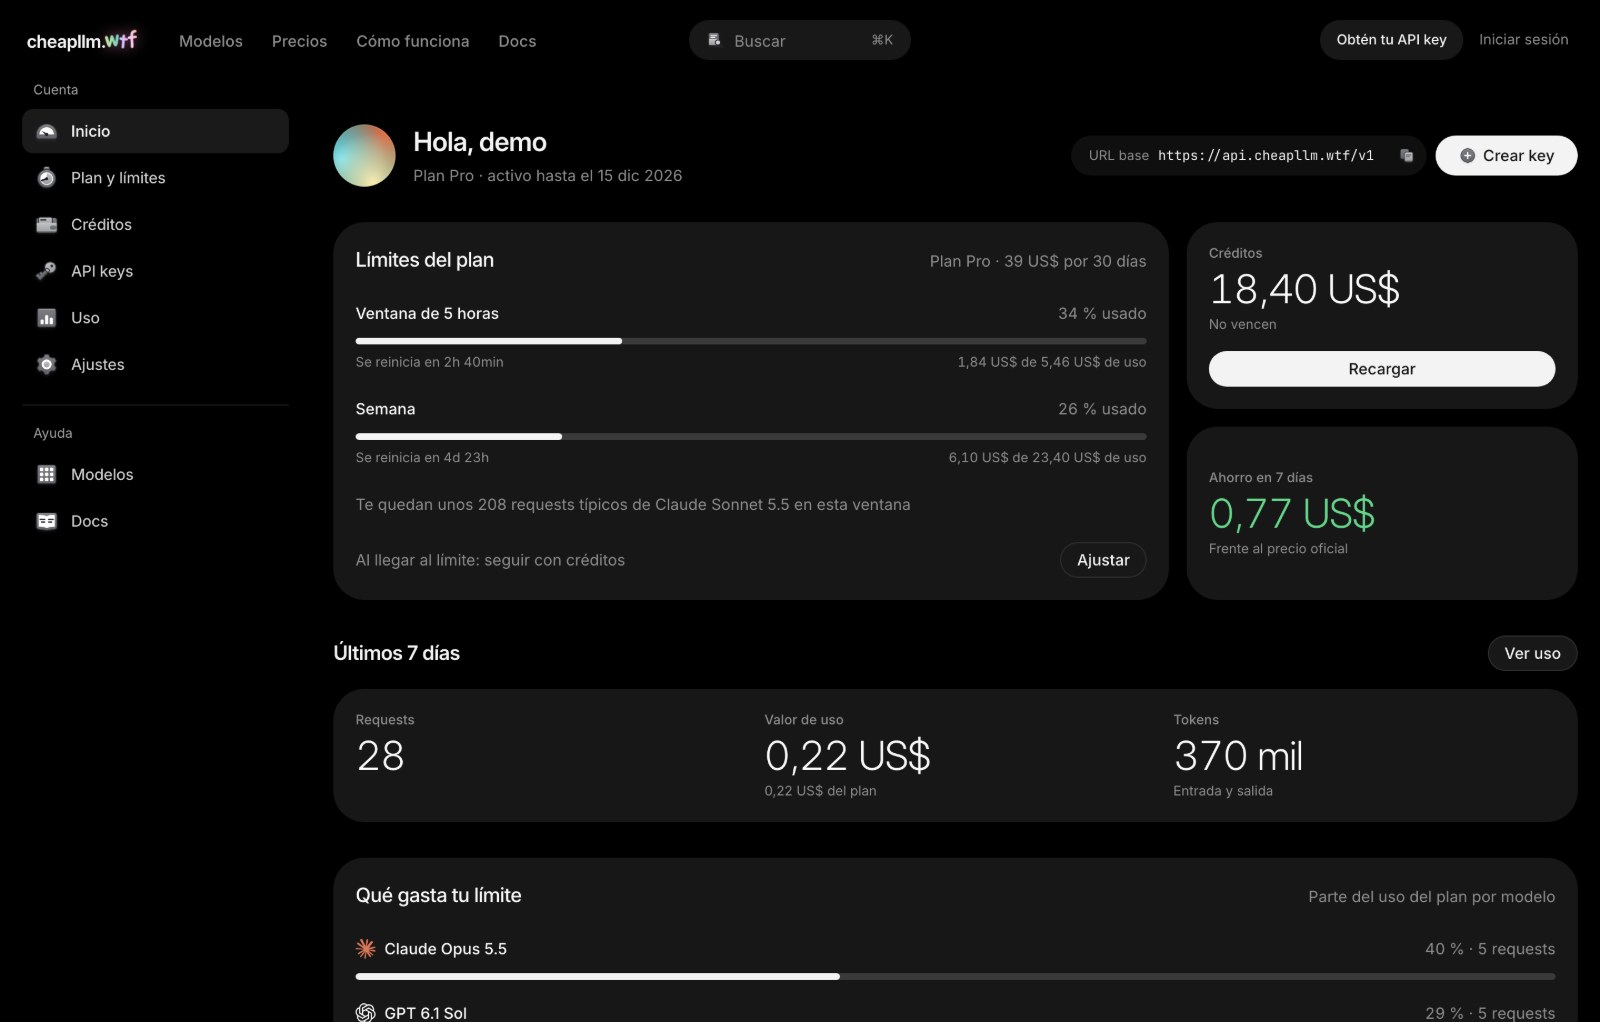 cheapllm.wtf
Modelos
Precios
Cómo funciona
Docs
Buscar
⌘K
Obtén tu API key
Iniciar sesión
Cuenta
Inicio
Plan y límites
Créditos
API keys
Uso
Ajustes
Ayuda
Modelos
Docs
Hola, demo
Plan Pro · activo hasta el 15 dic 2026
URL base https://api.cheapllm.wtf/v1
Crear key
Límites del plan
Plan Pro · 39 US$ por 30 días
Ventana de 5 horas
34 % usado
Se reinicia en 2h 40min
1,84 US$ de 5,46 US$ de uso
Semana
26 % usado
Se reinicia en 4d 23h
6,10 US$ de 23,40 US$ de uso
Te quedan unos 208 requests típicos de Claude Sonnet 5.5 en esta ventana
Al llegar al límite: seguir con créditos
Ajustar
Créditos
18,40 US$
No vencen
Recargar
Ahorro en 7 días
0,77 US$
Frente al precio oficial
Últimos 7 días
Ver uso
Requests
28
Valor de uso
0,22 US$
0,22 US$ del plan
Tokens
370 mil
Entrada y salida
Qué gasta tu límite
Parte del uso del plan por modelo
Claude Opus 5.5
40 % · 5 requests
GPT 6.1 Sol
29 % · 5 requests